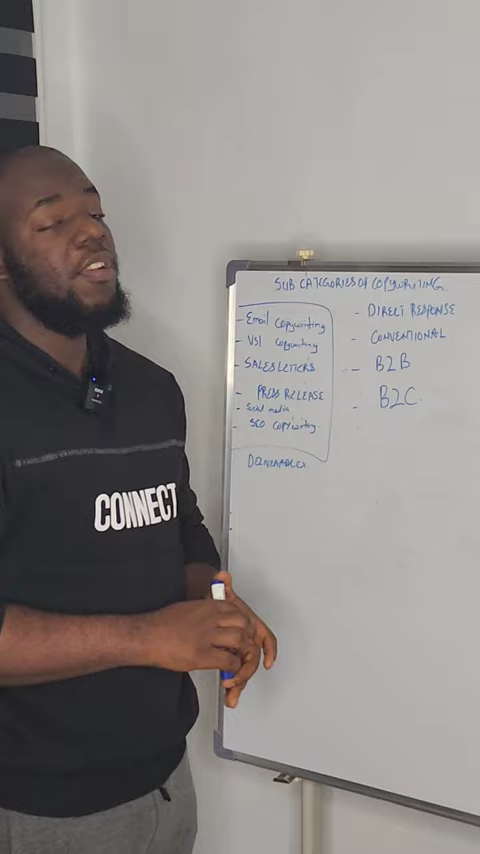 SUB CATEGORIES OF COPYWRITING.
- Email Copywriting
- VSL Copywriting
- SALES LETTERS
- PRESS RELEASE
- Social media
- SEO Copywriting.
- DIRECT RESPONSE
- CONVENTIONAL
- B2B
- B2C.
CONNECT